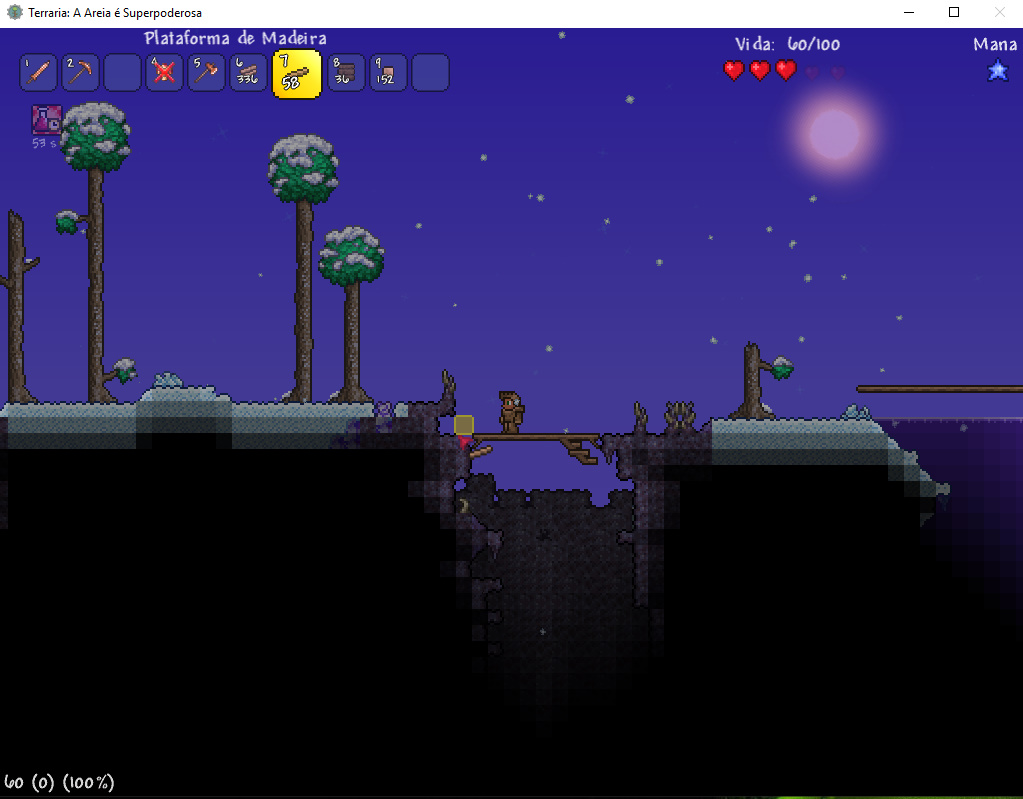 Terraria: A Areia é Superpoderosa
Plataforma de Madeira
Vida: 60/100
Mana
1
2
4
5
6
336
7
58
8
36
9
152
53 s
60 (0) (100%)